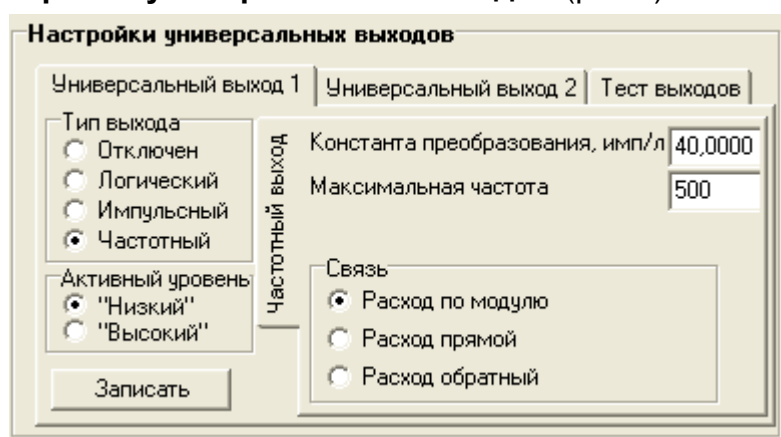 Настройки универсальных выходов
Универсальный выход 1 Универсальный выход 2 Тест выходов
Тип выхода
Отключен
Логический
Импульсный
Частотный
Активный уровень
"Низкий"
"Высокий"
Записать
Частотный выход
Константа преобразования, имп/л 40,0000
Максимальная частота 500
Связь
Расход по модулю
Расход прямой
Расход обратный